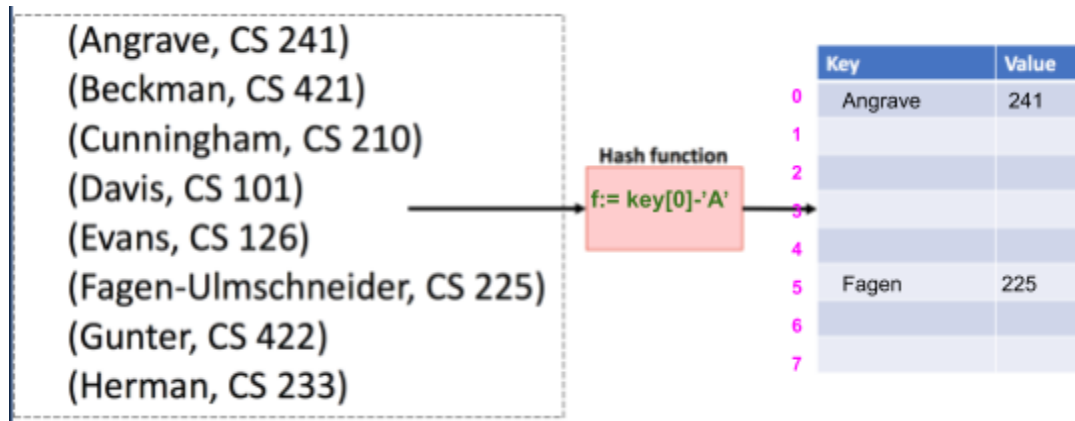 (Angrave, CS 241)
(Beckman, CS 421)
(Cunningham, CS 210)
(Davis, CS 101)
(Evans, CS 126)
(Fagen-Ulmschneider, CS 225)
(Gunter, CS 422)
(Herman, CS 233)
Hash function
f:= key[0]-’A’
Key Value
0 Angrave 241
1
2
3
4
5 Fagen 225
6
7